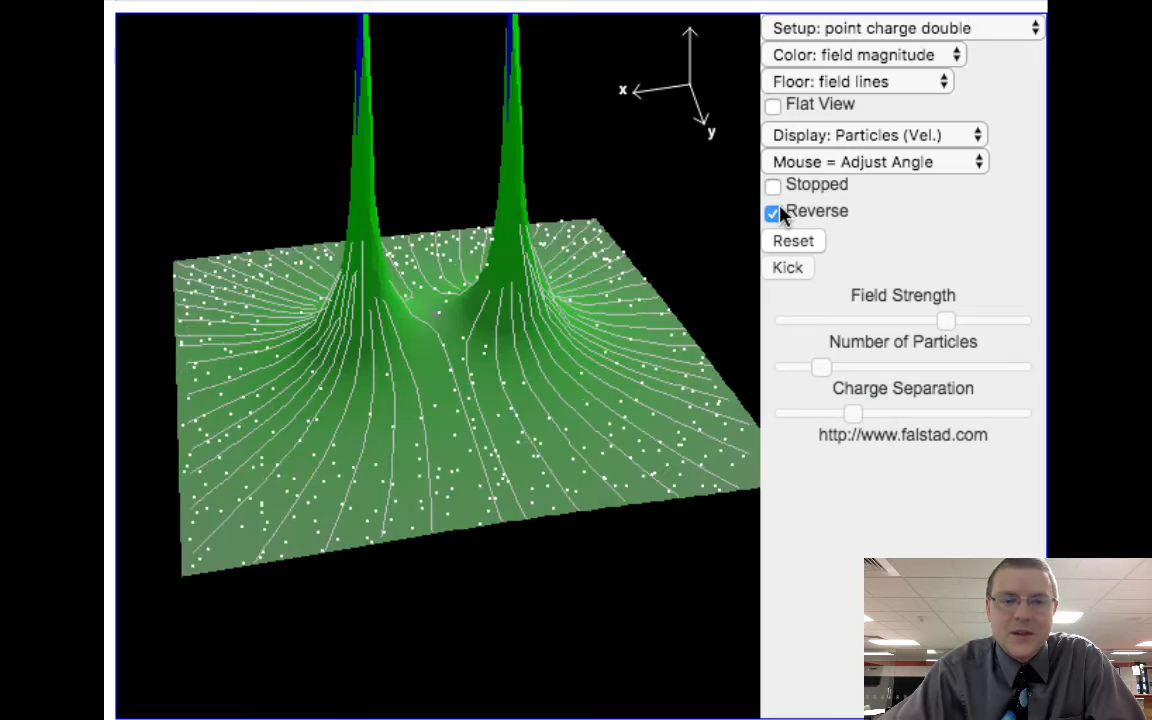 Setup: point charge double
Color: field magnitude
Floor: field lines
Flat View
Display: Particles (Vel.)
Mouse = Adjust Angle
Stopped
Reverse
Reset
Kick
Field Strength
Number of Particles
Charge Separation
http://www.falstad.com
x
y